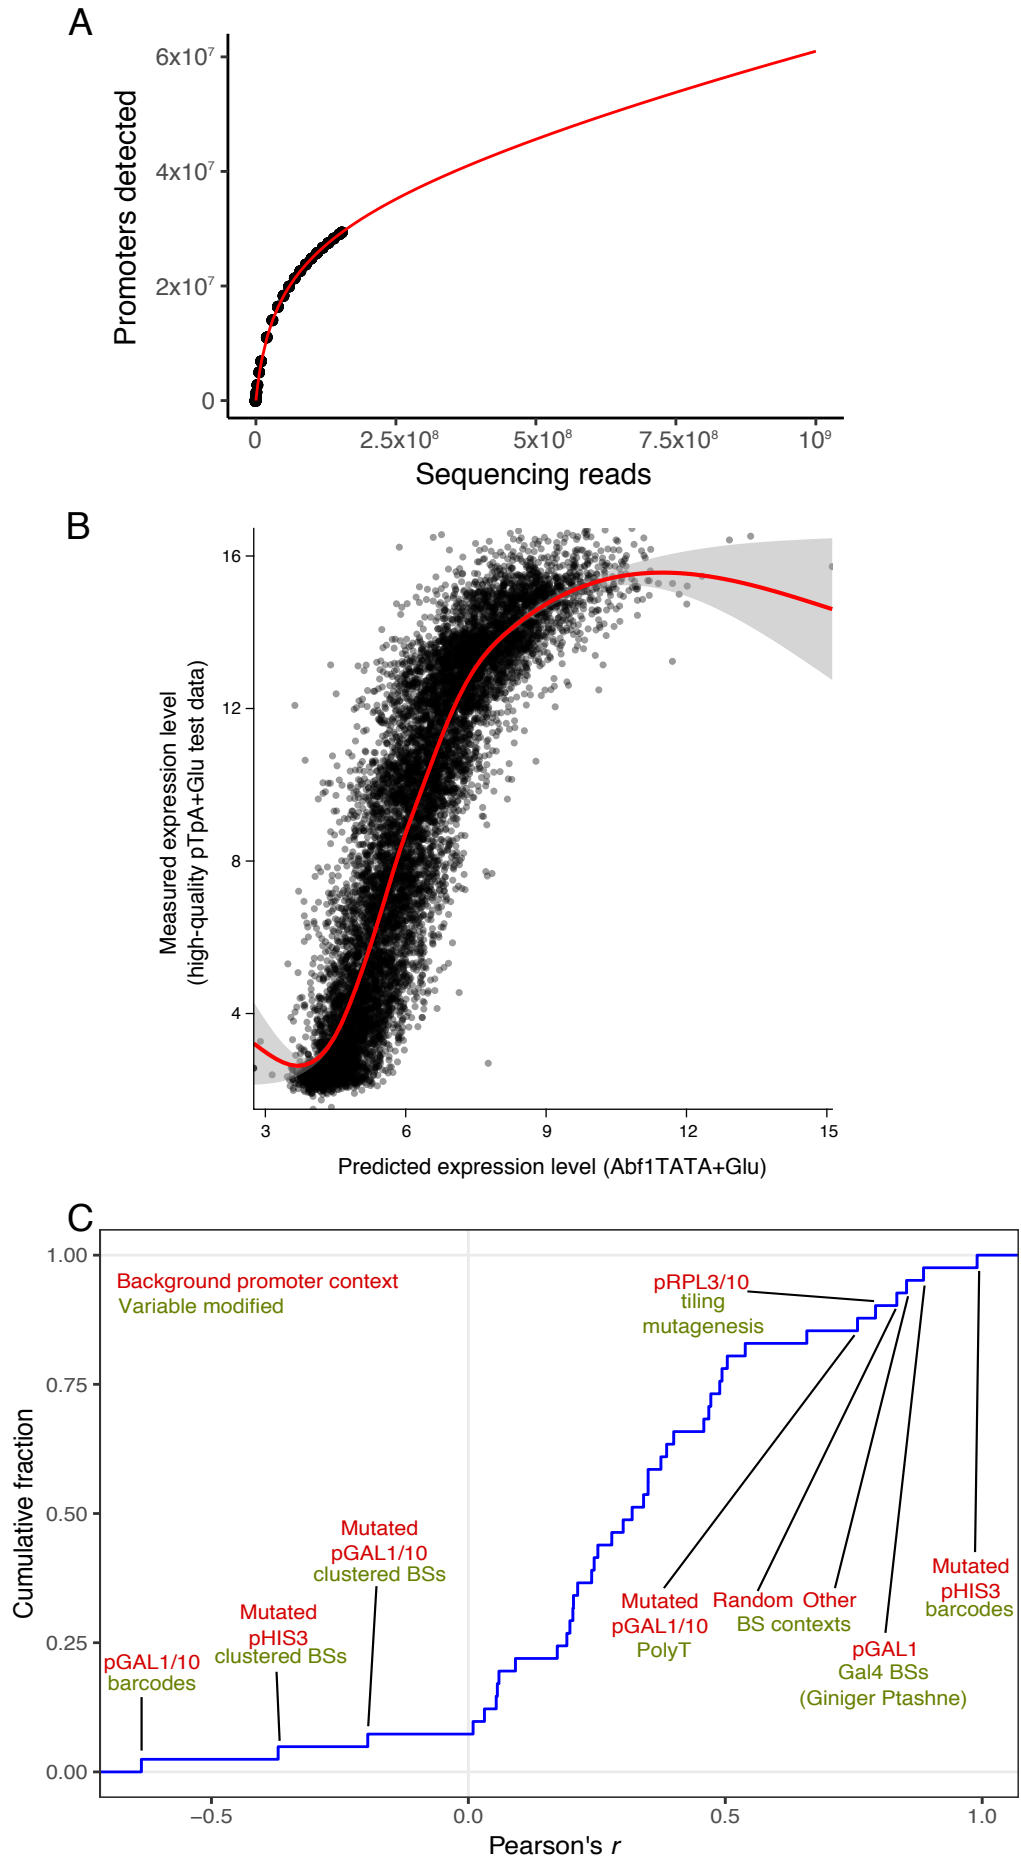 A
6x10⁷
4x10⁷
2x10⁷
0
Promoters detected
0
2.5x10⁸
5x10⁸
7.5x10⁸
10⁹
Sequencing reads
B
16
12
8
4
Measured expression level
(high-quality pTpA+Glu test data)
3
6
9
12
15
Predicted expression level (Abf1TATA+Glu)
C
1.00
0.75
0.50
0.25
0.00
Cumulative fraction
Background promoter context
Variable modified
pRPL3/10
tiling
mutagenesis
Mutated
pGAL1/10
clustered BSs
Mutated
pHIS3
clustered BSs
pGAL1/10
barcodes
Mutated
pGAL1/10
PolyT
Random Other
BS contexts
pGAL1
Gal4 BSs
(Giniger Ptashne)
Mutated
pHIS3
barcodes
−0.5
0.0
0.5
1.0
Pearson's r